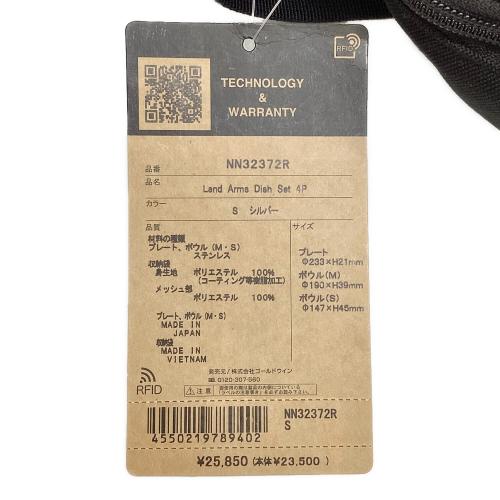 RFID
TECHNOLOGY
&
WARRANTY
品番 NN32372R
品名 Land Arms Dish Set 4P
カラー S シルバー
品質
材料の種類
プレート、ボウル(M・S)
ステンレス
収納袋
身生地 ポリエステル 100%
(コーティング等樹脂加工)
メッシュ部
ポリエステル 100%
プレート、ボウル(M・S)
MADE IN
JAPAN
収納袋
MADE IN
VIETNAM
サイズ
プレート
Φ233×H21mm
ボウル(M)
Φ190×H39mm
ボウル(S)
Φ147×H45mm
発売元/株式会社ゴールドウイン
0120-307-560
RFID
注意
4550219789402
NN32372R
S
¥25,850(本体¥23,500)